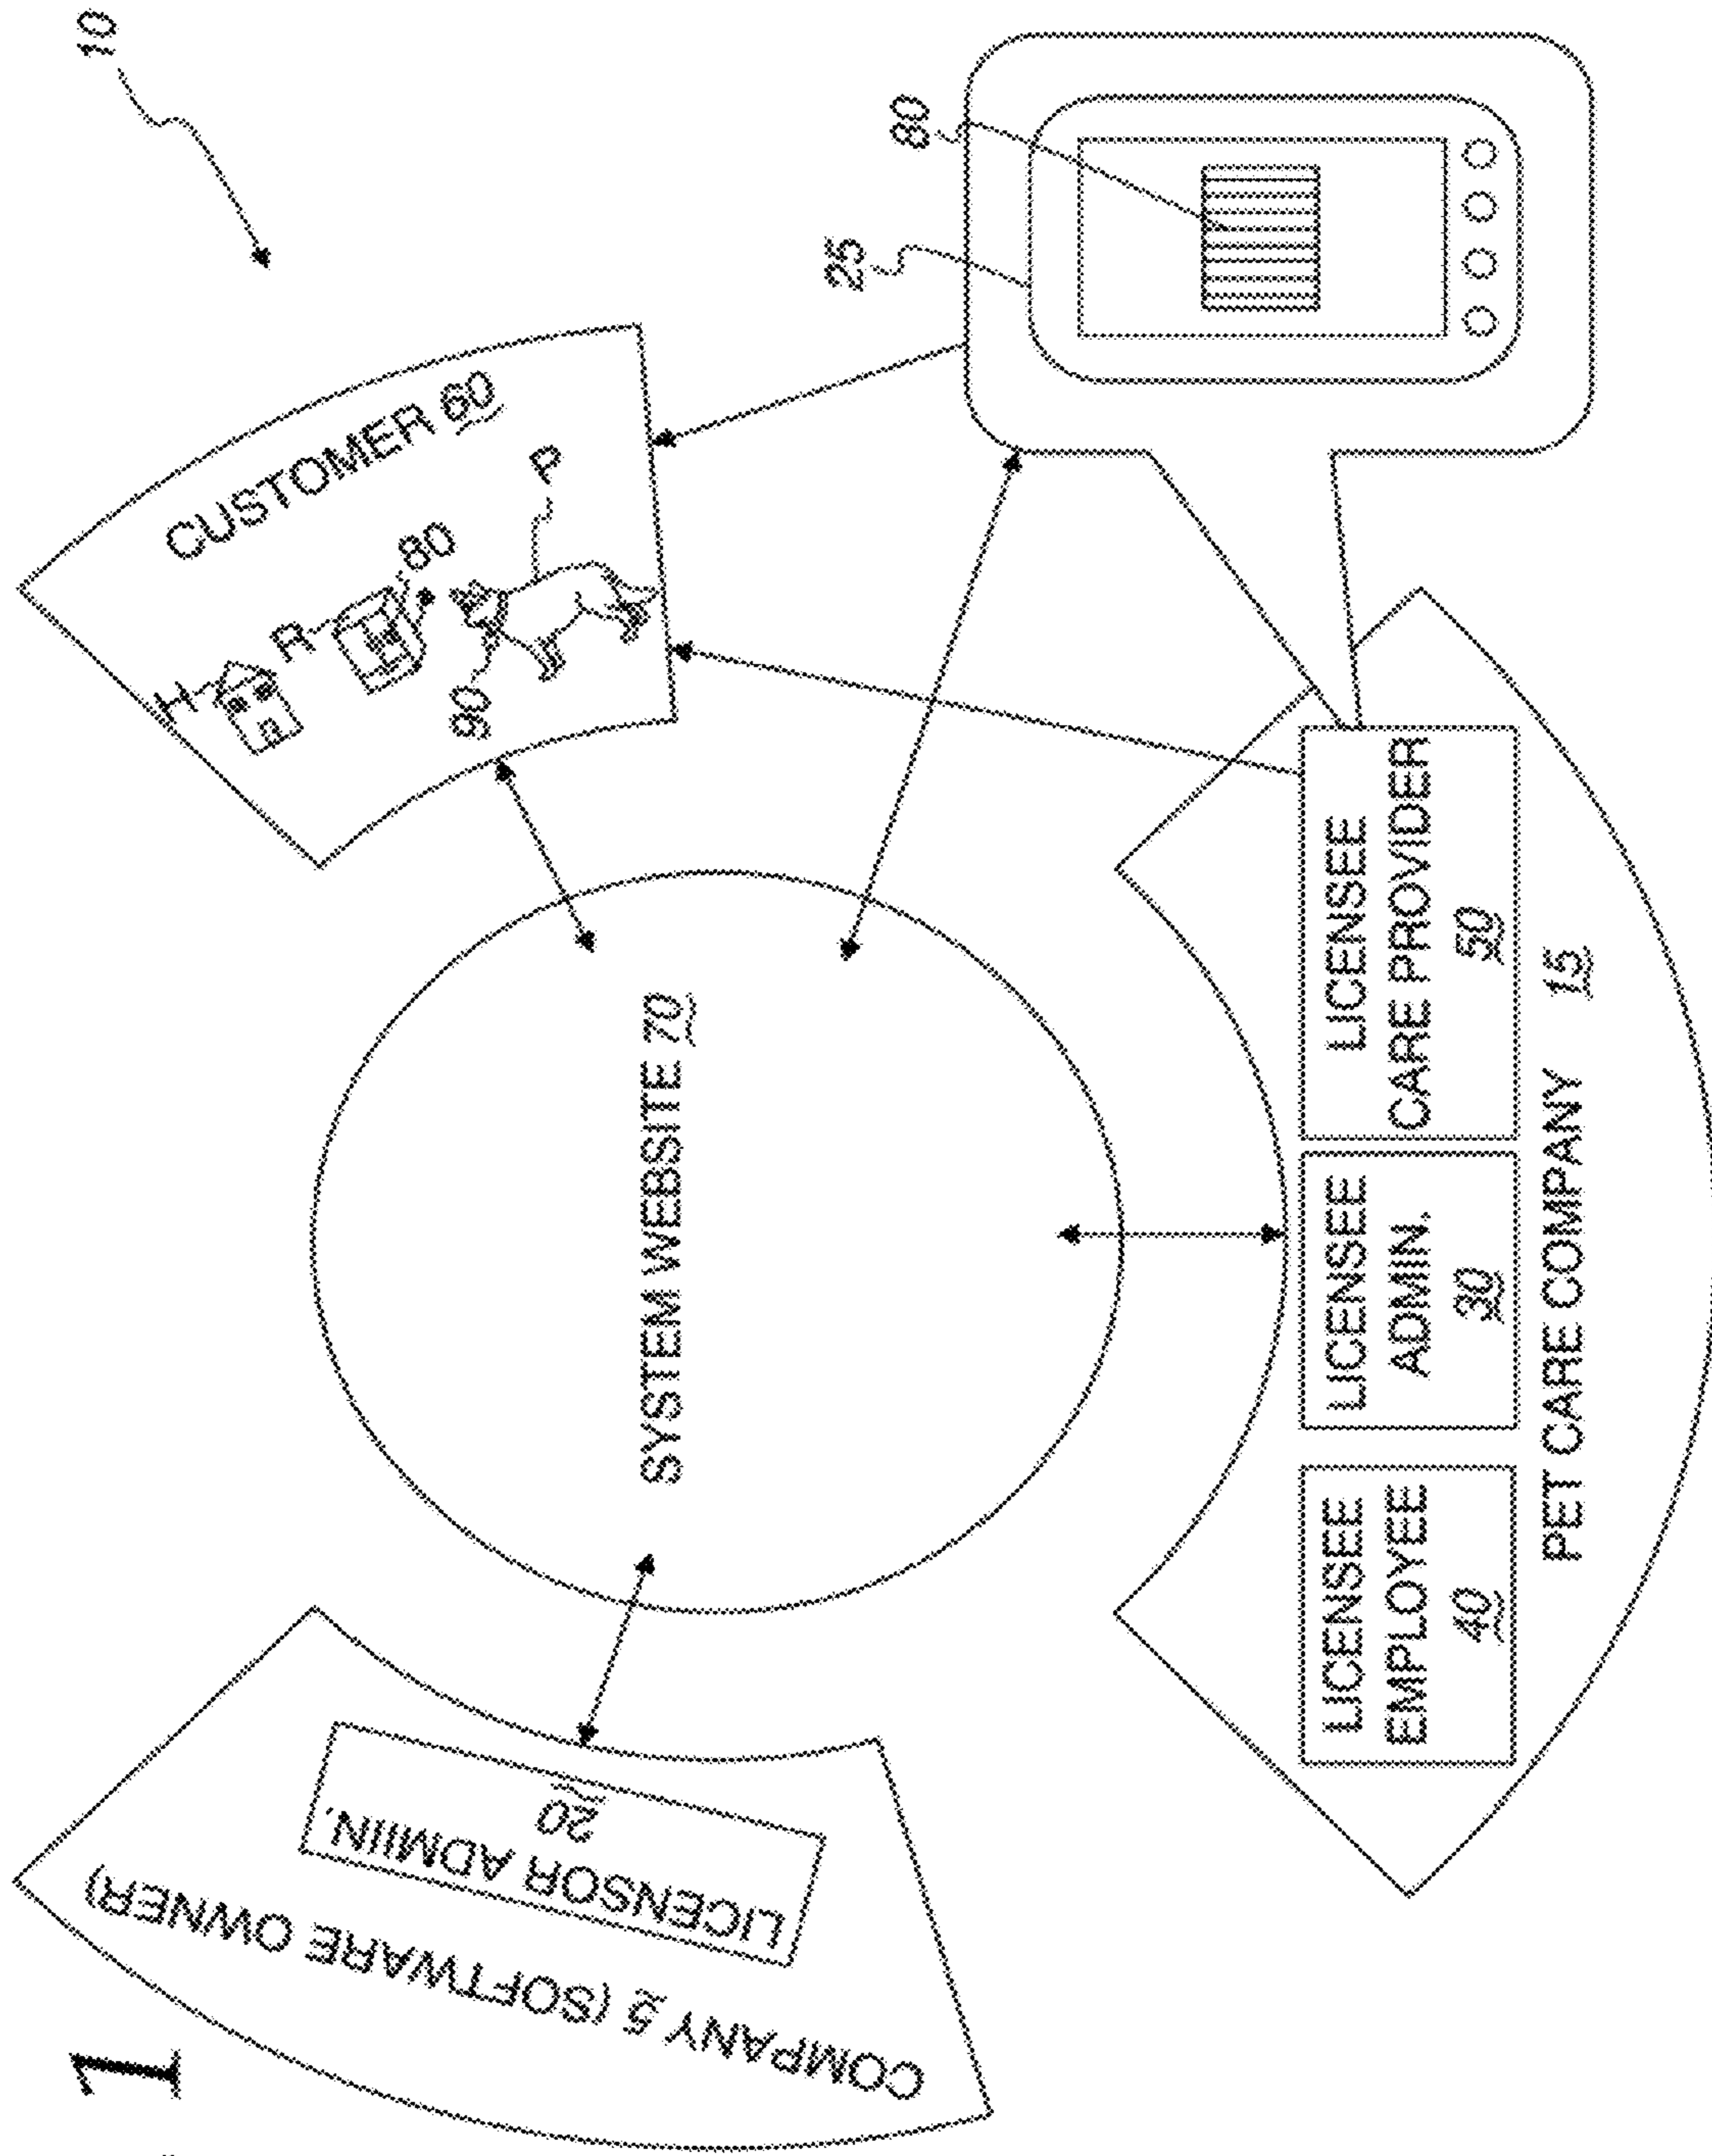 1
10
COMPANY 5 (SOFTWARE OWNER)
LICENSOR ADMIIN.
20
SYSTEM WEBSITE 70
CUSTOMER 60
H
R
80
90
P
25
80
LICENSEE
EMPLOYEE
40
LICENSEE
ADMIN.
30
LICENSEE
CARE PROVIDER
50
PET CARE COMPANY 15